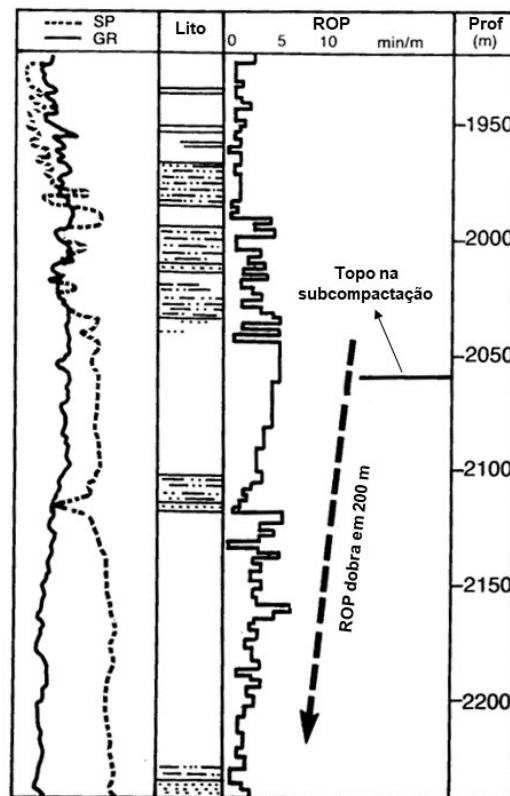 SP
GR
Lito
ROP
0 5 10 min/m
Prof
(m)
1950
2000
Topo na
subcompactação
2050
2100
ROP dobra em 200 m
2150
2200